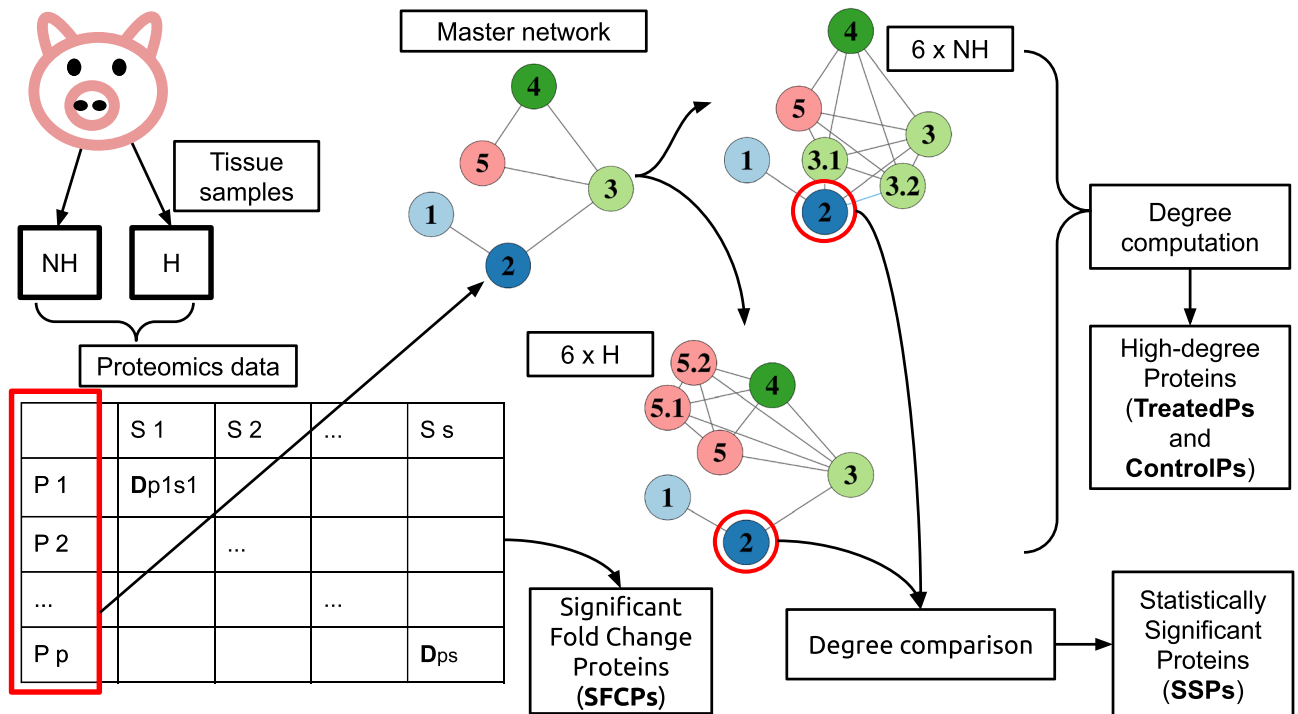 Master network
6 x NH
Tissue
samples
NH
H
Proteomics data
S 1
S 2
...
S s
P 1
Dp1s1
P 2
...
...
...
P p
Dps
4
5
3
1
2
4
5
3
1
3.1
3.2
2
6 x H
5.2
4
5.1
5
3
1
2
Degree
computation
High-degree
Proteins
(TreatedPs
and
ControlPs)
Significant
Fold Change
Proteins
(SFCPs)
Degree comparison
Statistically
Significant
Proteins
(SSPs)